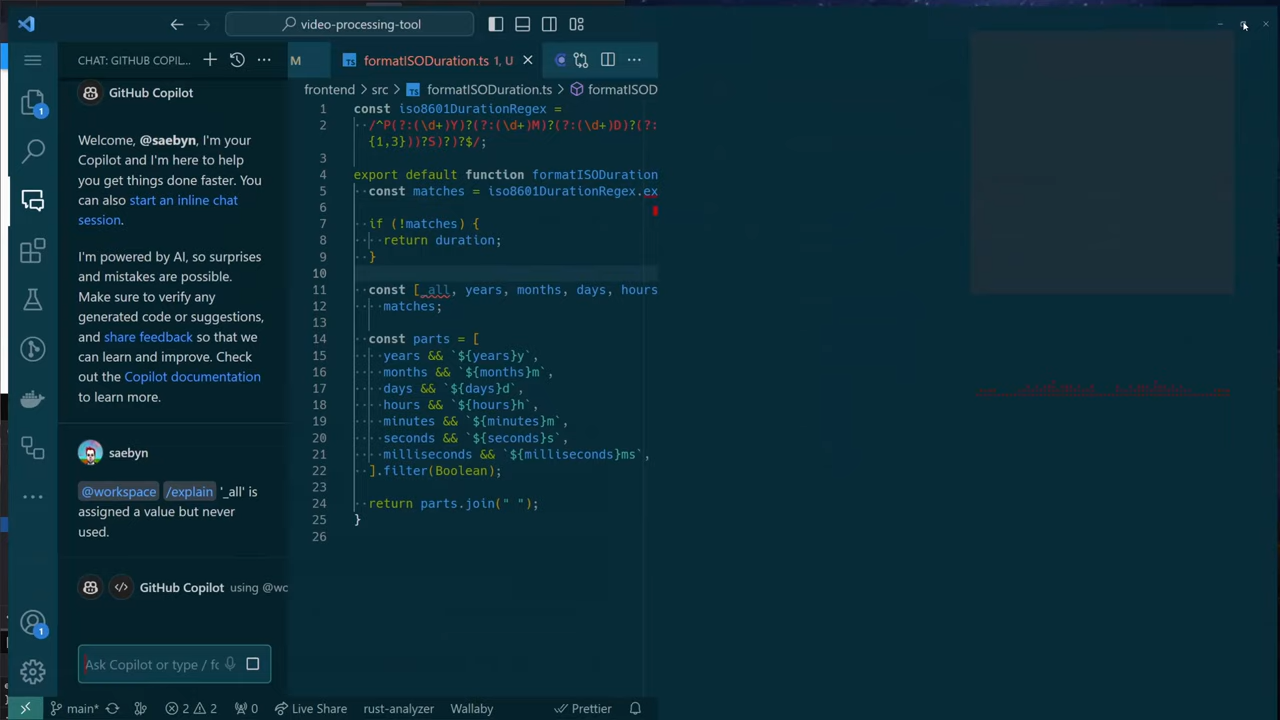 video-processing-tool
CHAT: GITHUB COPIL...
M
formatISODuration.ts 1, U
frontend > src > formatISODuration.ts > formatISOD
GitHub Copilot
Welcome, @saebyn, I'm your
Copilot and I'm here to help
you get things done faster. You
can also start an inline chat
session.
I'm powered by AI, so surprises
and mistakes are possible.
Make sure to verify any
generated code or suggestions,
and share feedback so that we
can learn and improve. Check
out the Copilot documentation
to learn more.
saebyn
@workspace /explain '_all' is
assigned a value but never
used.
GitHub Copilot using @wc
Ask Copilot or type / fo
1 const iso8601DurationRegex =
2 /^P(?:(\d+)Y)?(?:(\d+)M)?(?:(\d+)D)?(?:
{1,3}))?S)?)?$/;
3
4 export default function formatISODuration
5 const matches = iso8601DurationRegex.ex
6
7 if (!matches) {
8 return duration;
9 }
10
11 const [_all, years, months, days, hours
12 matches;
13
14 const parts = [
15 years && `${years}y`,
16 months && `${months}m`,
17 days && `${days}d`,
18 hours && `${hours}h`,
19 minutes && `${minutes}m`,
20 seconds && `${seconds}s`,
21 milliseconds && `${milliseconds}ms`,
22 ].filter(Boolean);
23
24 return parts.join(" ");
25 }
26
1
1
main* 2 2 0 Live Share rust-analyzer Wallaby Prettier